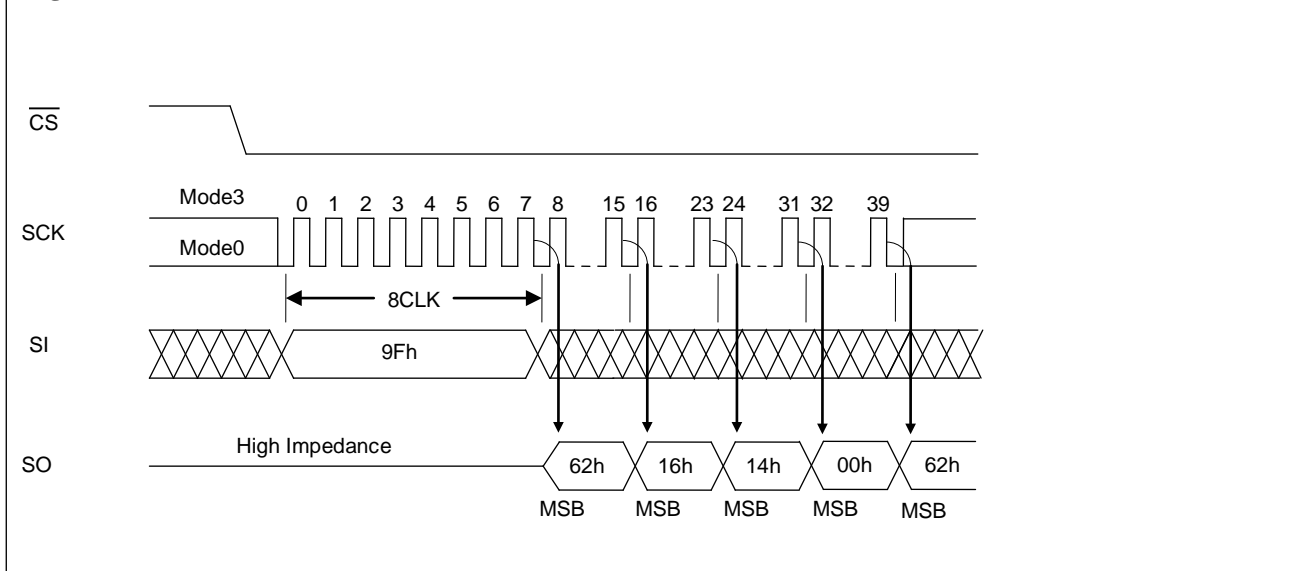 CS
Mode3
0 1 2 3 4 5 6 7 8 15 16 23 24 31 32 39
SCK
Mode0
8CLK
SI
9Fh
High Impedance
SO
62h 16h 14h 00h 62h
MSB MSB MSB MSB MSB